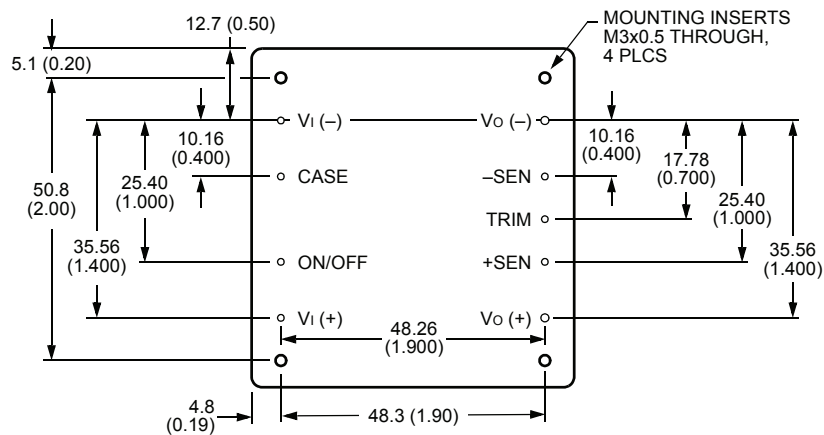 12.7 (0.50)
MOUNTING INSERTS
M3x0.5 THROUGH,
4 PLCS
5.1 (0.20)
VI (–)
VO (–)
10.16
(0.400)
10.16
(0.400)
CASE
–SEN
17.78
(0.700)
25.40
(1.000)
50.8
(2.00)
25.40
(1.000)
TRIM
35.56
(1.400)
35.56
(1.400)
ON/OFF
+SEN
VI (+)
VO (+)
48.26
(1.900)
4.8
(0.19)
48.3 (1.90)